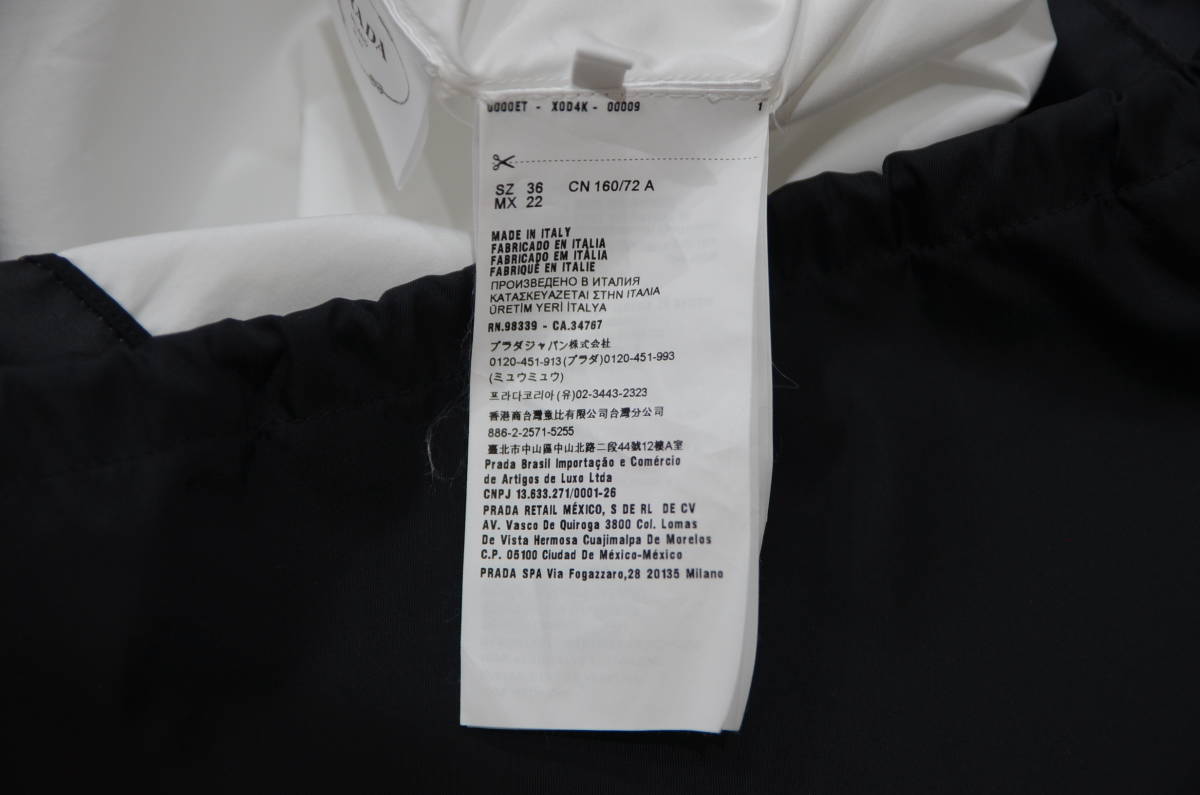 RADA
0000ET - X0D4K - 00009 1
SZ 36 CN 160/72 A
MX 22
MADE IN ITALY
FABRICADO EN ITALIA
FABRICADO EM ITÁLIA
FABRIQUÉ EN ITALIE
ПРОИЗВЕДЕНО В ИТАЛИЯ
ΚΑΤΑΣΚΕΥΑΖΕΤΑΙ ΣΤΗΝ ΙΤΑΛΙΑ
ÜRETİM YERİ İTALYA
RN.98339 - CA.34767
プラダジャパン株式会社
0120-451-913(プラダ)0120-451-993
(ミュウミュウ)
프라다코리아(유)02-3443-2323
香港商台灣童比有限公司台灣分公司
886-2-2571-5255
臺北市中山區中山北路二段44號12樓A室
Prada Brasil Importação e Comércio
de Artigos de Luxo Ltda
CNPJ 13.633.271/0001-26
PRADA RETAIL MÉXICO, S DE RL DE CV
AV. Vasco De Quiroga 3800 Col. Lomas
De Vista Hermosa Cuajimalpa De Morelos
C.P. 05100 Ciudad De México-México
PRADA SPA Via Fogazzaro,28 20135 Milano